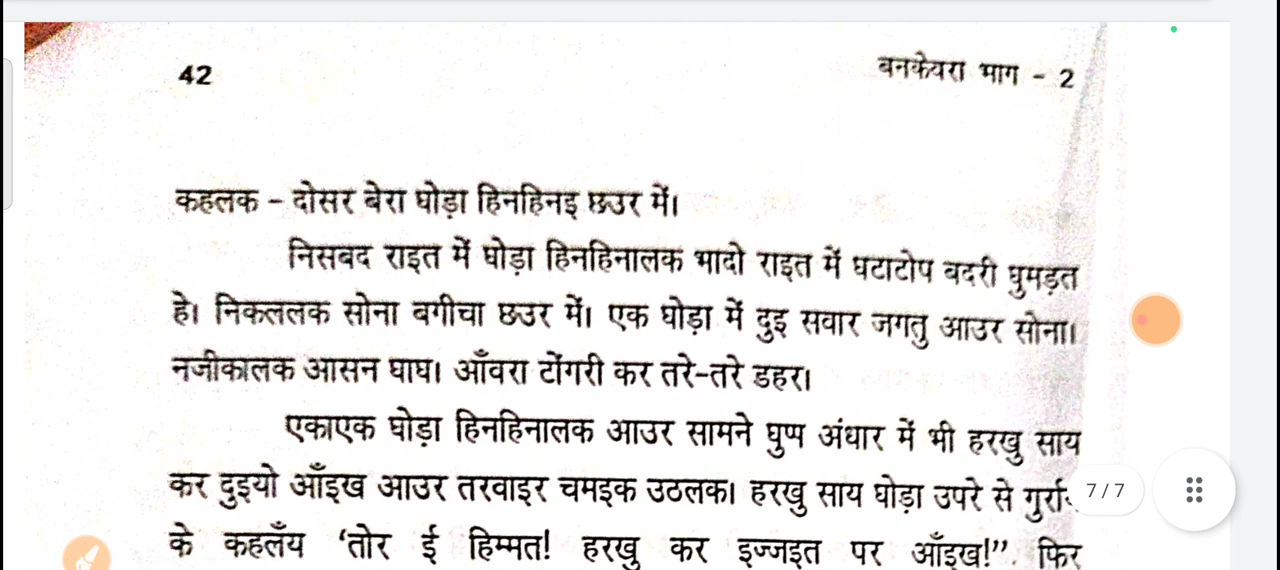 42
बनकेवरा भाग - 2
कहलक – दोसर बेरा घोड़ा हिनहिनइ छउर में।
निसबद राइत में घोड़ा हिनहिनालक भादो राइत में घटाटोप बदरी घुमड़त
हे। निकललक सोना बगीचा छउर में। एक घोड़ा में दुइ सवार जगतु आउर सोना।
नजीकालक आसन घाघ। आँवरा टोंगरी कर तरे-तरे डहर।
एकाएक घोड़ा हिनहिनालक आउर सामने घुप्प अंधार में भी हरखु साय
कर दुइयो आँइख आउर तरवाइर चमइक उठलक। हरखु साय घोड़ा उपरे से
7/7
के कहलँय ‘तोर ई हिम्मत! हरखु कर इज्जइत पर आँइख!” फिर